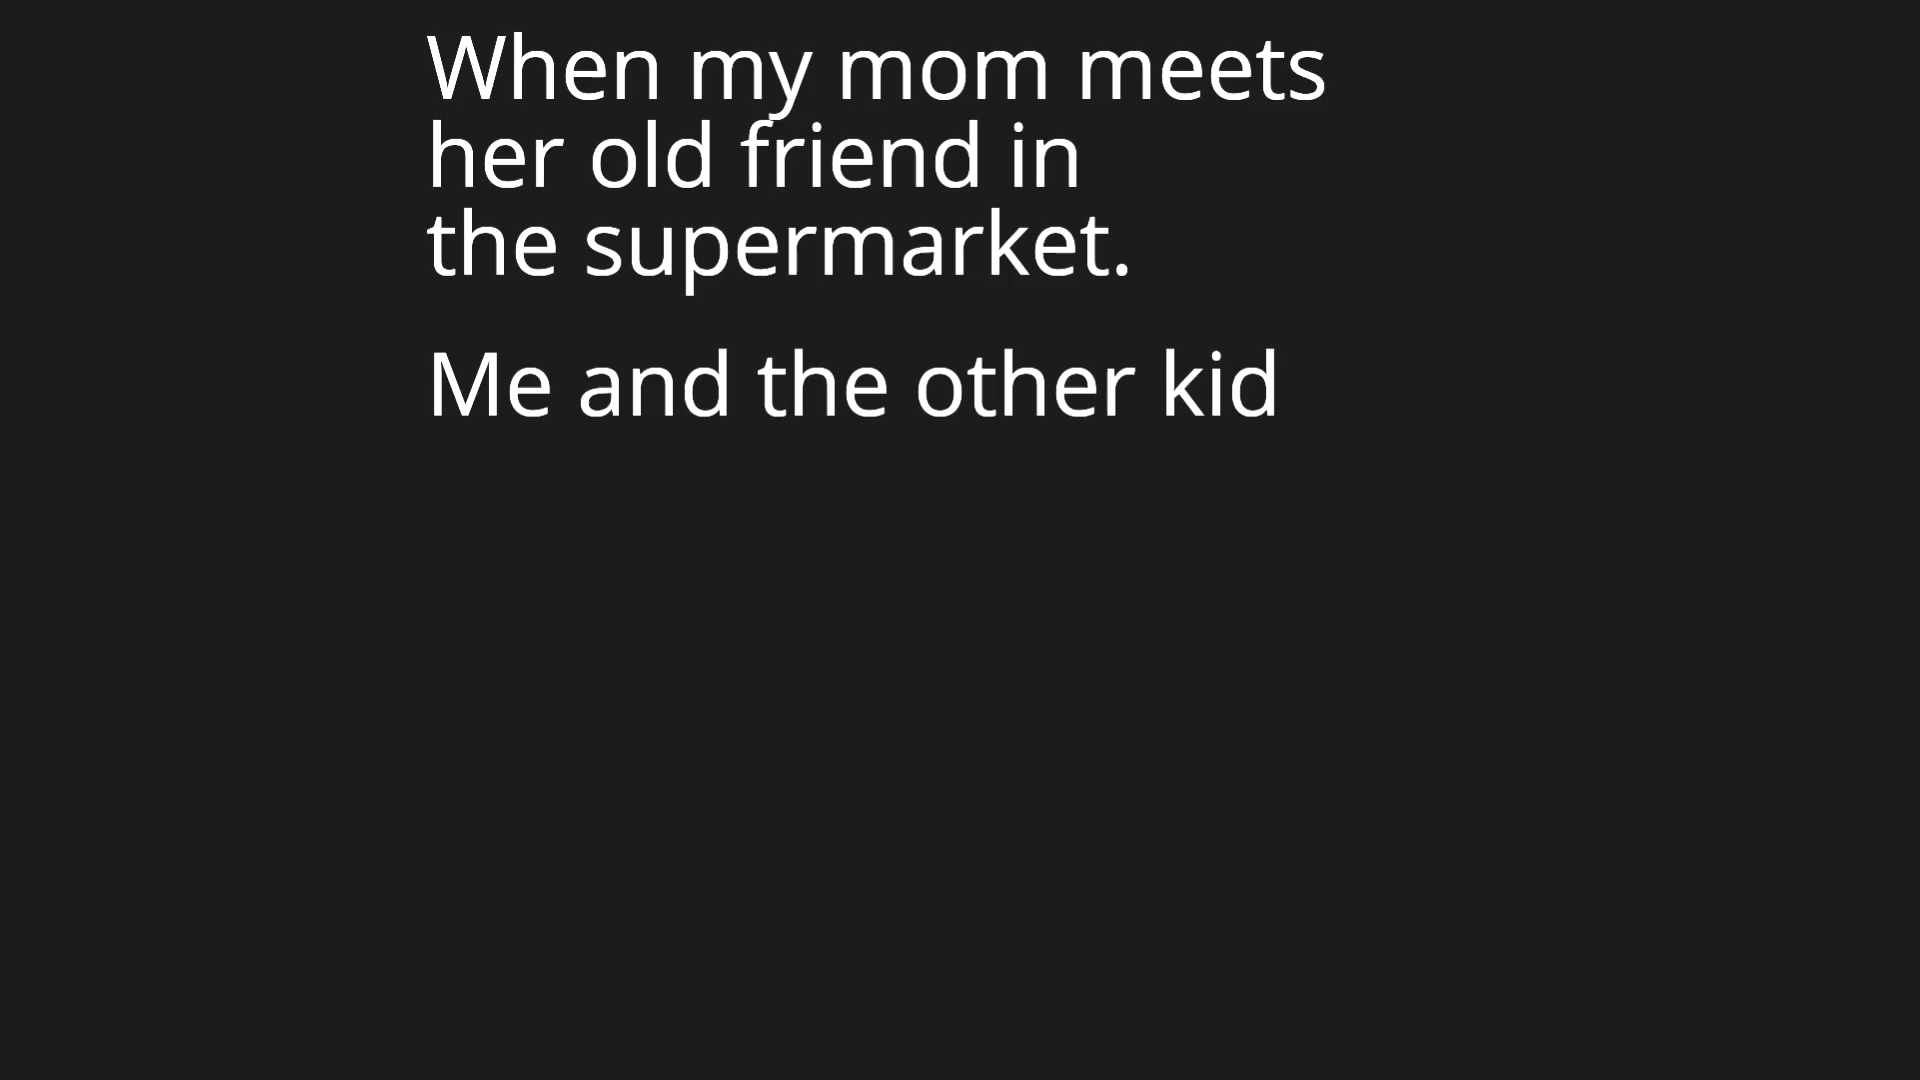 When my mom meets
her old friend in
the supermarket.
Me and the other kid